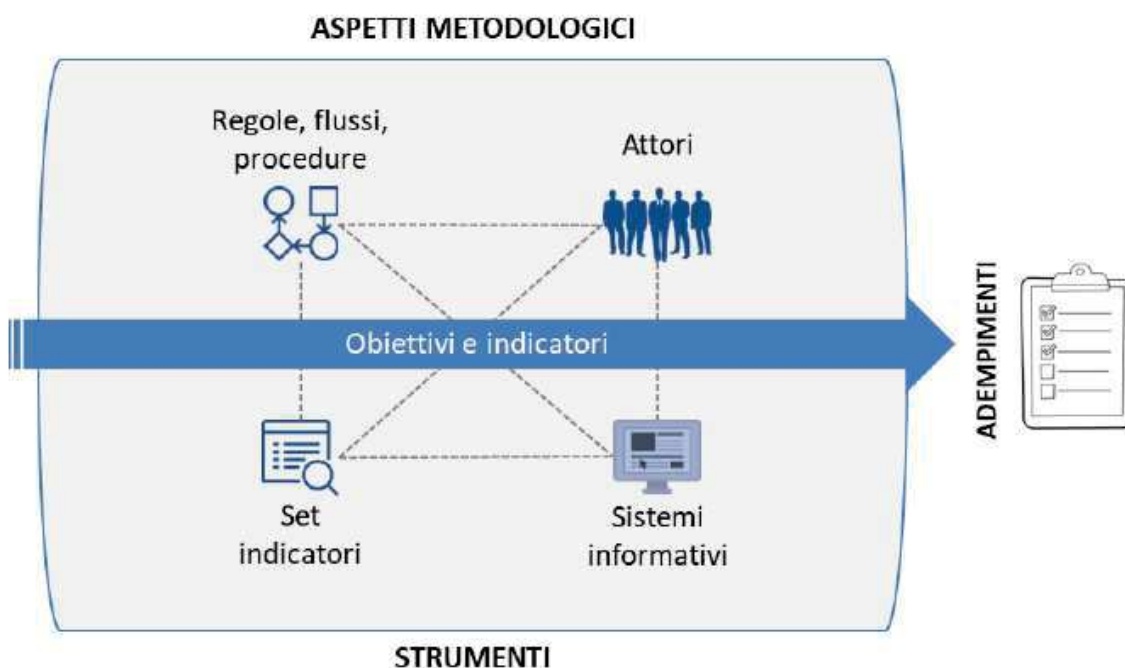 ASPETTI METODOLOGICI
Regole, flussi,
procedure
Attori
Obiettivi e indicatori
ADEMPIMENTI
Set
indicatori
Sistemi
informativi
STRUMENTI